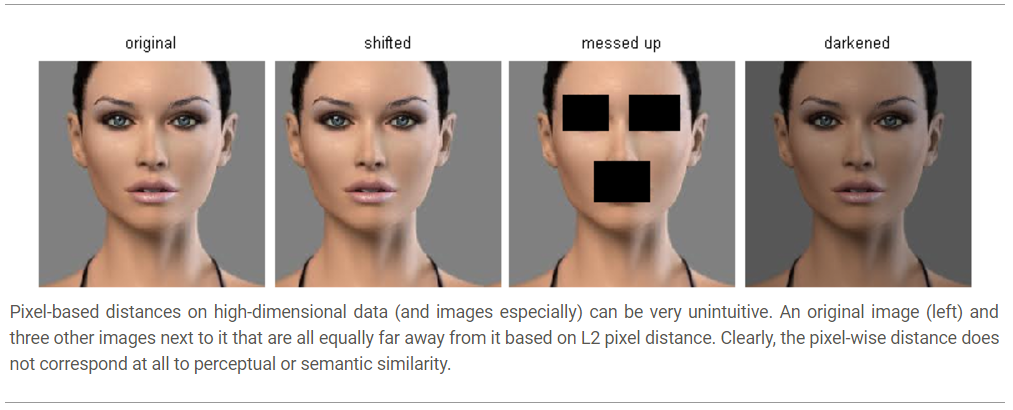 original
shifted
messed up
darkened
Pixel-based distances on high-dimensional data (and images especially) can be very unintuitive. An original image (left) and
three other images next to it that are all equally far away from it based on L2 pixel distance. Clearly, the pixel-wise distance does
not correspond at all to perceptual or semantic similarity.